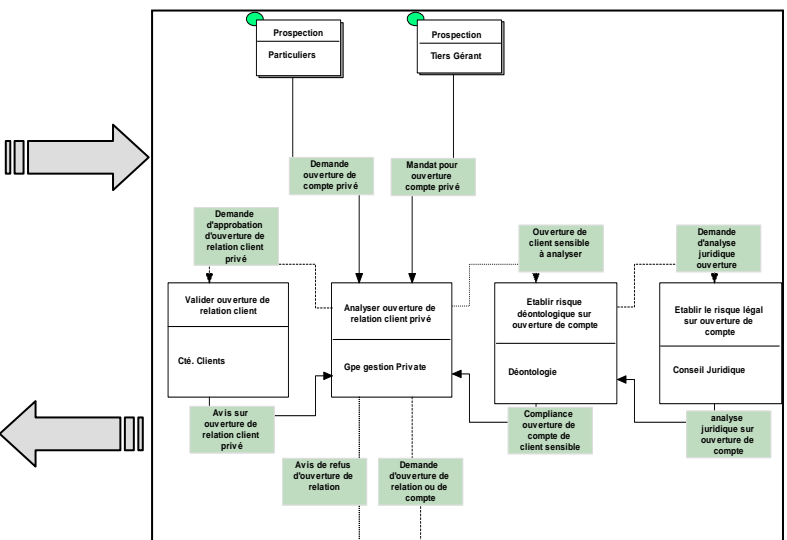 Prospection
Particuliers
Prospection
Tiers Gérant
Demande
ouverture de
compte privé
Mandat pour
ouverture
compte privé
Demande
d'approbation
d'ouverture de
relation client
privé
Ouverture de
client sensible
à analyser
Demande
d'analyse
juridique
ouverture
Valider ouverture de
relation client
Cté. Clients
Analyser ouverture de
relation client privé
Gpe gestion Private
Etablir risque
déontologique sur
ouverture de compte
Déontologie
Etablir le risque légal
sur ouverture de
compte
Conseil Juridique
Avis sur
ouverture de
relation client
privé
Compliance
ouverture de
compte de
client sensible
analyse
juridique sur
ouverture de
compte
Avis de refus
d'ouverture de
relation
Demande
d'ouverture de
relation ou de
compte